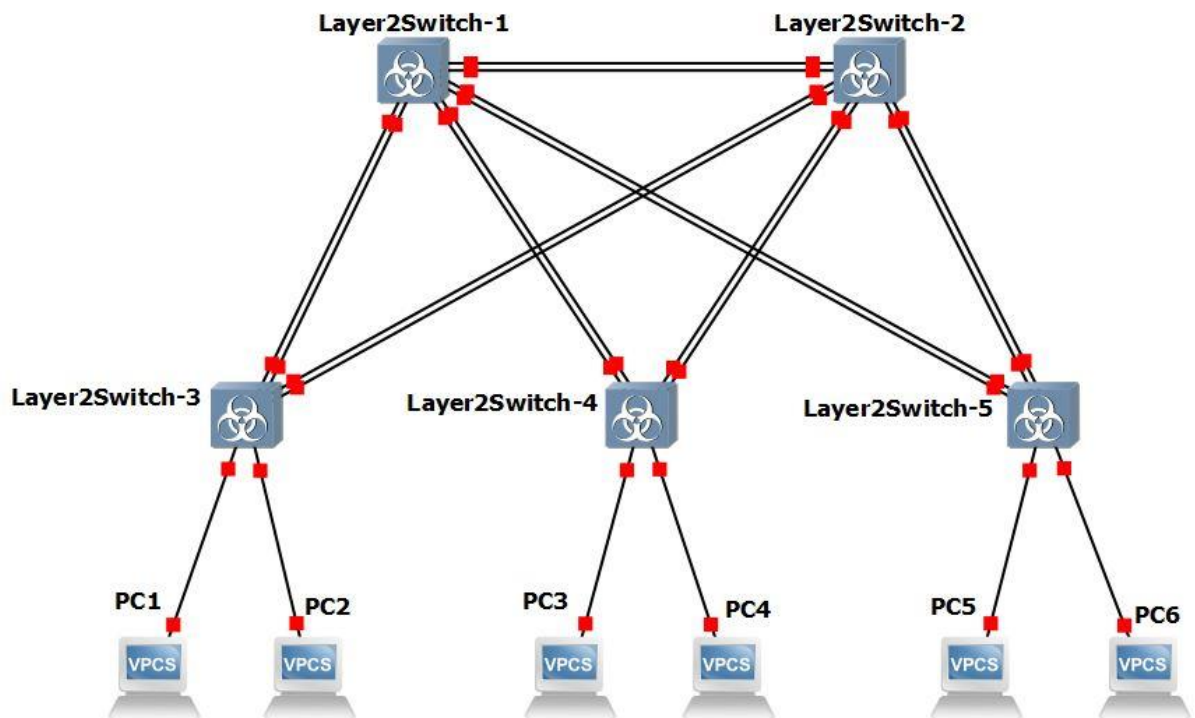 Layer2Switch-1
Layer2Switch-2
Layer2Switch-3
Layer2Switch-4
Layer2Switch-5
PC1
PC2
PC3
PC4
PC5
PC6
VPCS
VPCS
VPCS
VPCS
VPCS
VPCS